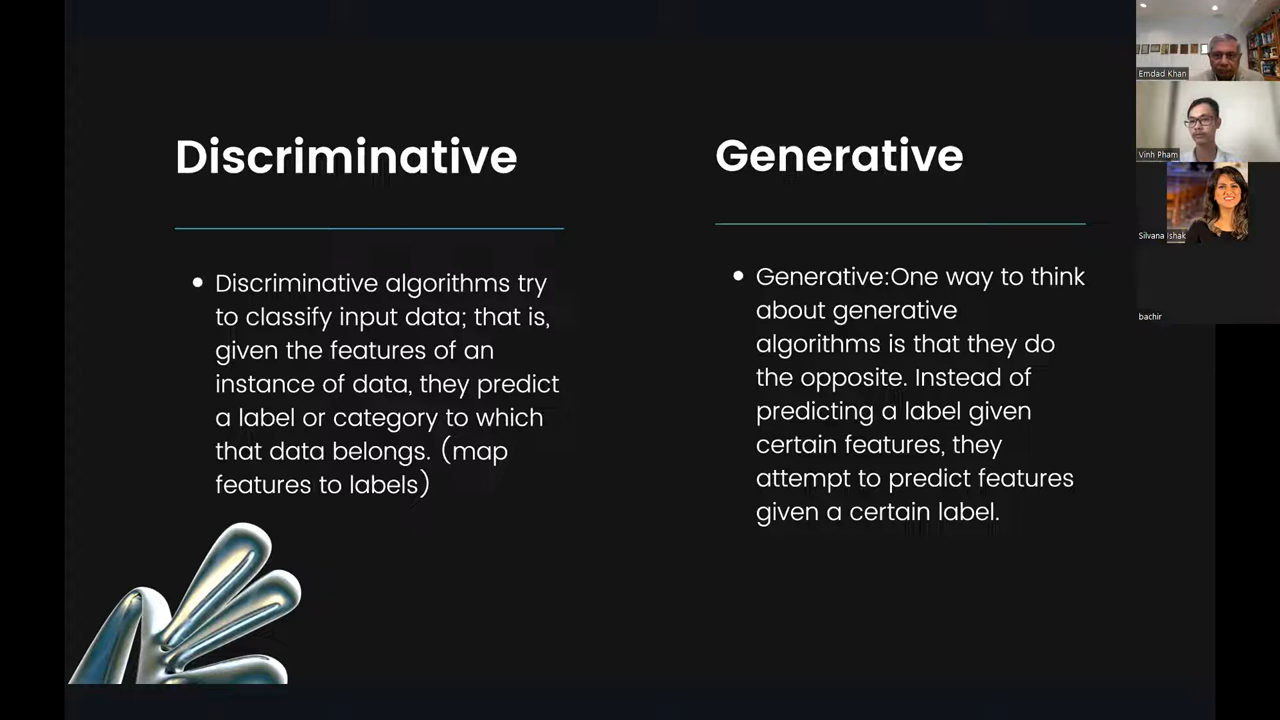 Discriminative
Discriminative algorithms try
to classify input data; that is,
given the features of an
instance of data, they predict
a label or category to which
that data belongs. (map
features to labels)
Generative
Generative:One way to think
about generative
algorithms is that they do
the opposite. Instead of
predicting a label given
certain features, they
attempt to predict features
given a certain label.
Emdad Khan
Vinh Pham
Silvana Ishak
bachir